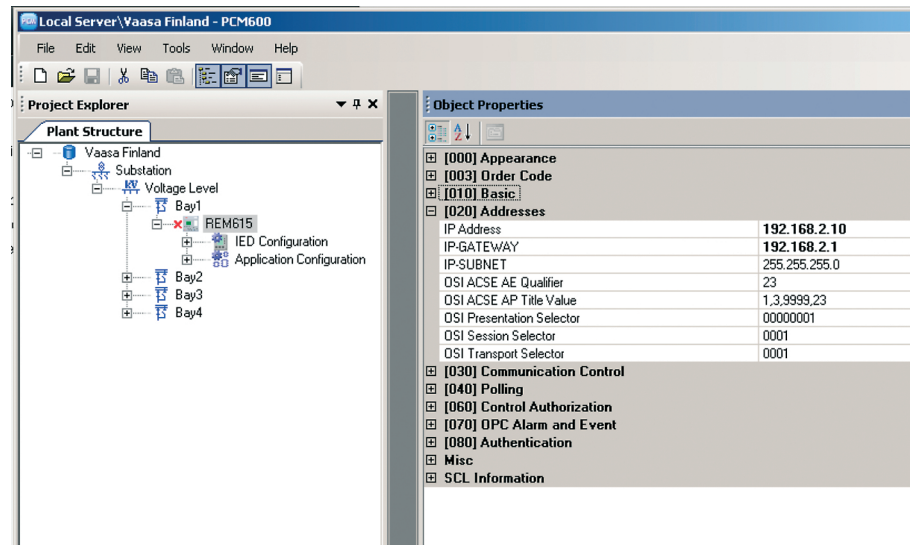 Local Server\Vaasa Finland - PCM600
File Edit View Tools Window Help
Project Explorer
Plant Structure
Vaasa Finland
Substation
Voltage Level
Bay1
REM615
IED Configuration
Application Configuration
Bay2
Bay3
Bay4
Object Properties
[000] Appearance
[003] Order Code
[010] Basic
[020] Addresses
IP Address 192.168.2.10
IP-GATEWAY 192.168.2.1
IP-SUBNET 255.255.255.0
OSI ACSE AE Qualifier 23
OSI ACSE AP Title Value 1,3,9999,23
OSI Presentation Selector 00000001
OSI Session Selector 0001
OSI Transport Selector 0001
[030] Communication Control
[040] Polling
[060] Control Authorization
[070] OPC Alarm and Event
[080] Authentication
Misc
SCL Information